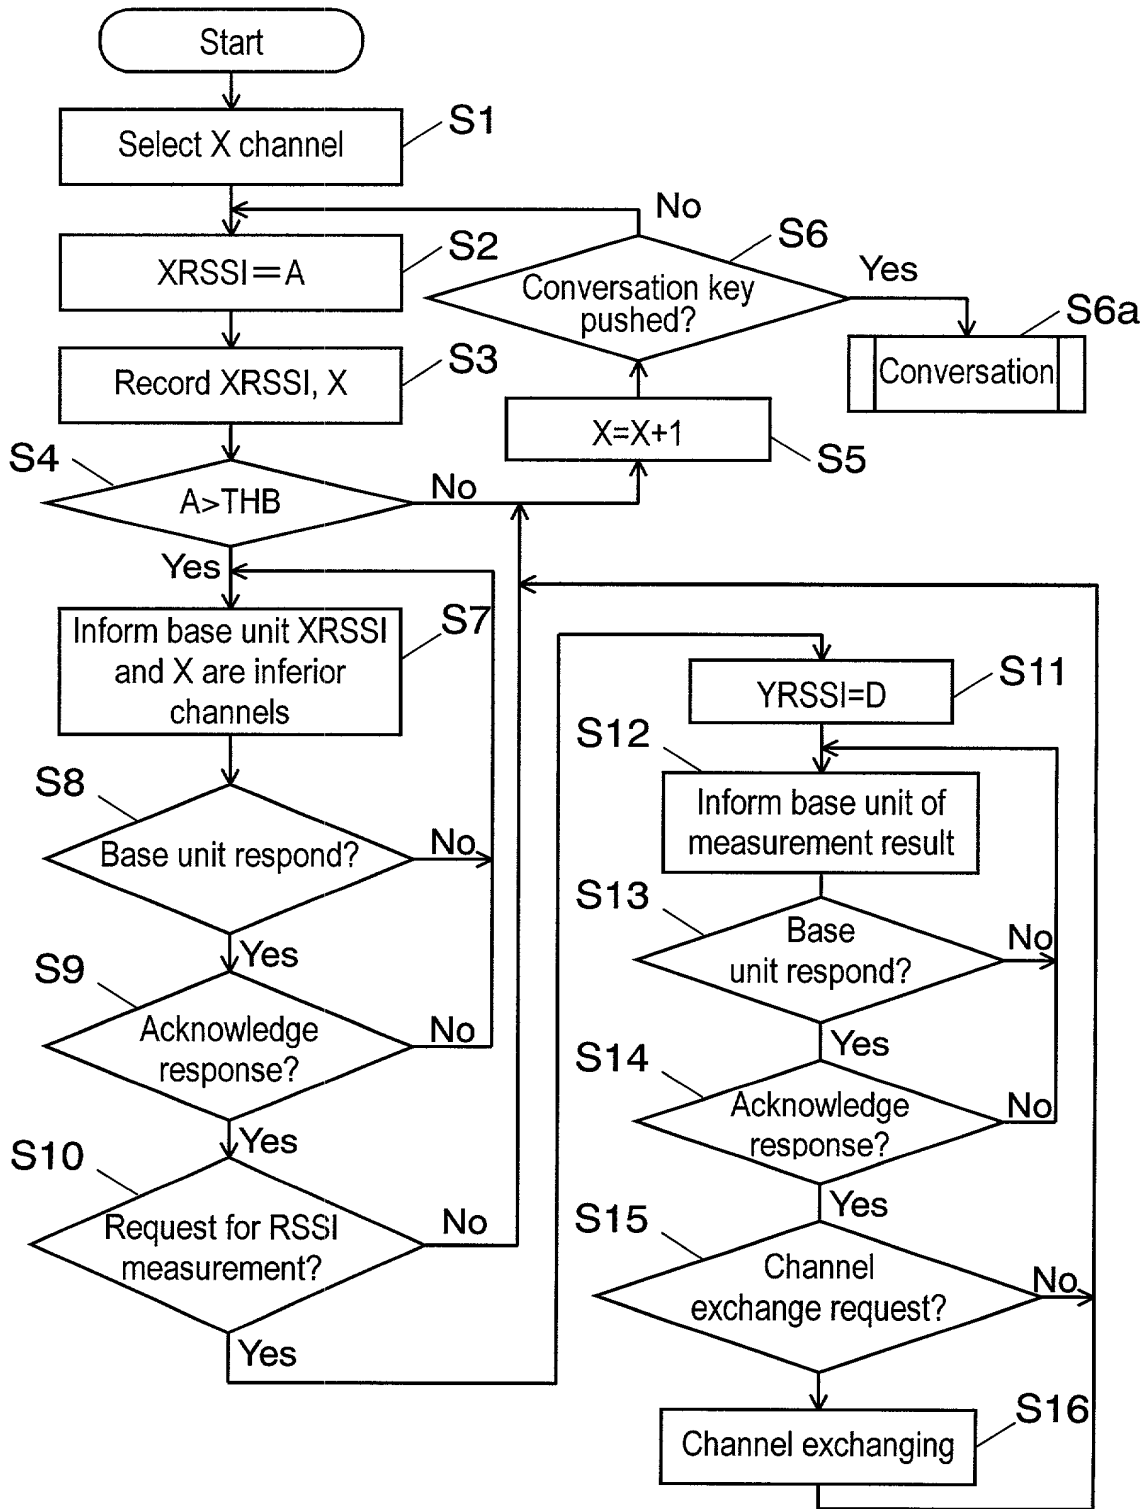 Start
Select X channel
S1
XRSSI=A
S2
Record XRSSI, X
S3
A>THB
S4
No
Yes
X=X+1
S5
Conversation key
pushed?
S6
No
Yes
Conversation
S6a
Inform base unit XRSSI
and X are inferior
channels
S7
Base unit respond?
S8
No
Yes
Acknowledge
response?
S9
No
Yes
Request for RSSI
measurement?
S10
No
Yes
YRSSI=D
S11
Inform base unit of
measurement result
S12
Base
unit respond?
S13
No
Yes
Acknowledge
response?
S14
No
Yes
Channel
exchange request?
S15
No
Channel exchanging
S16